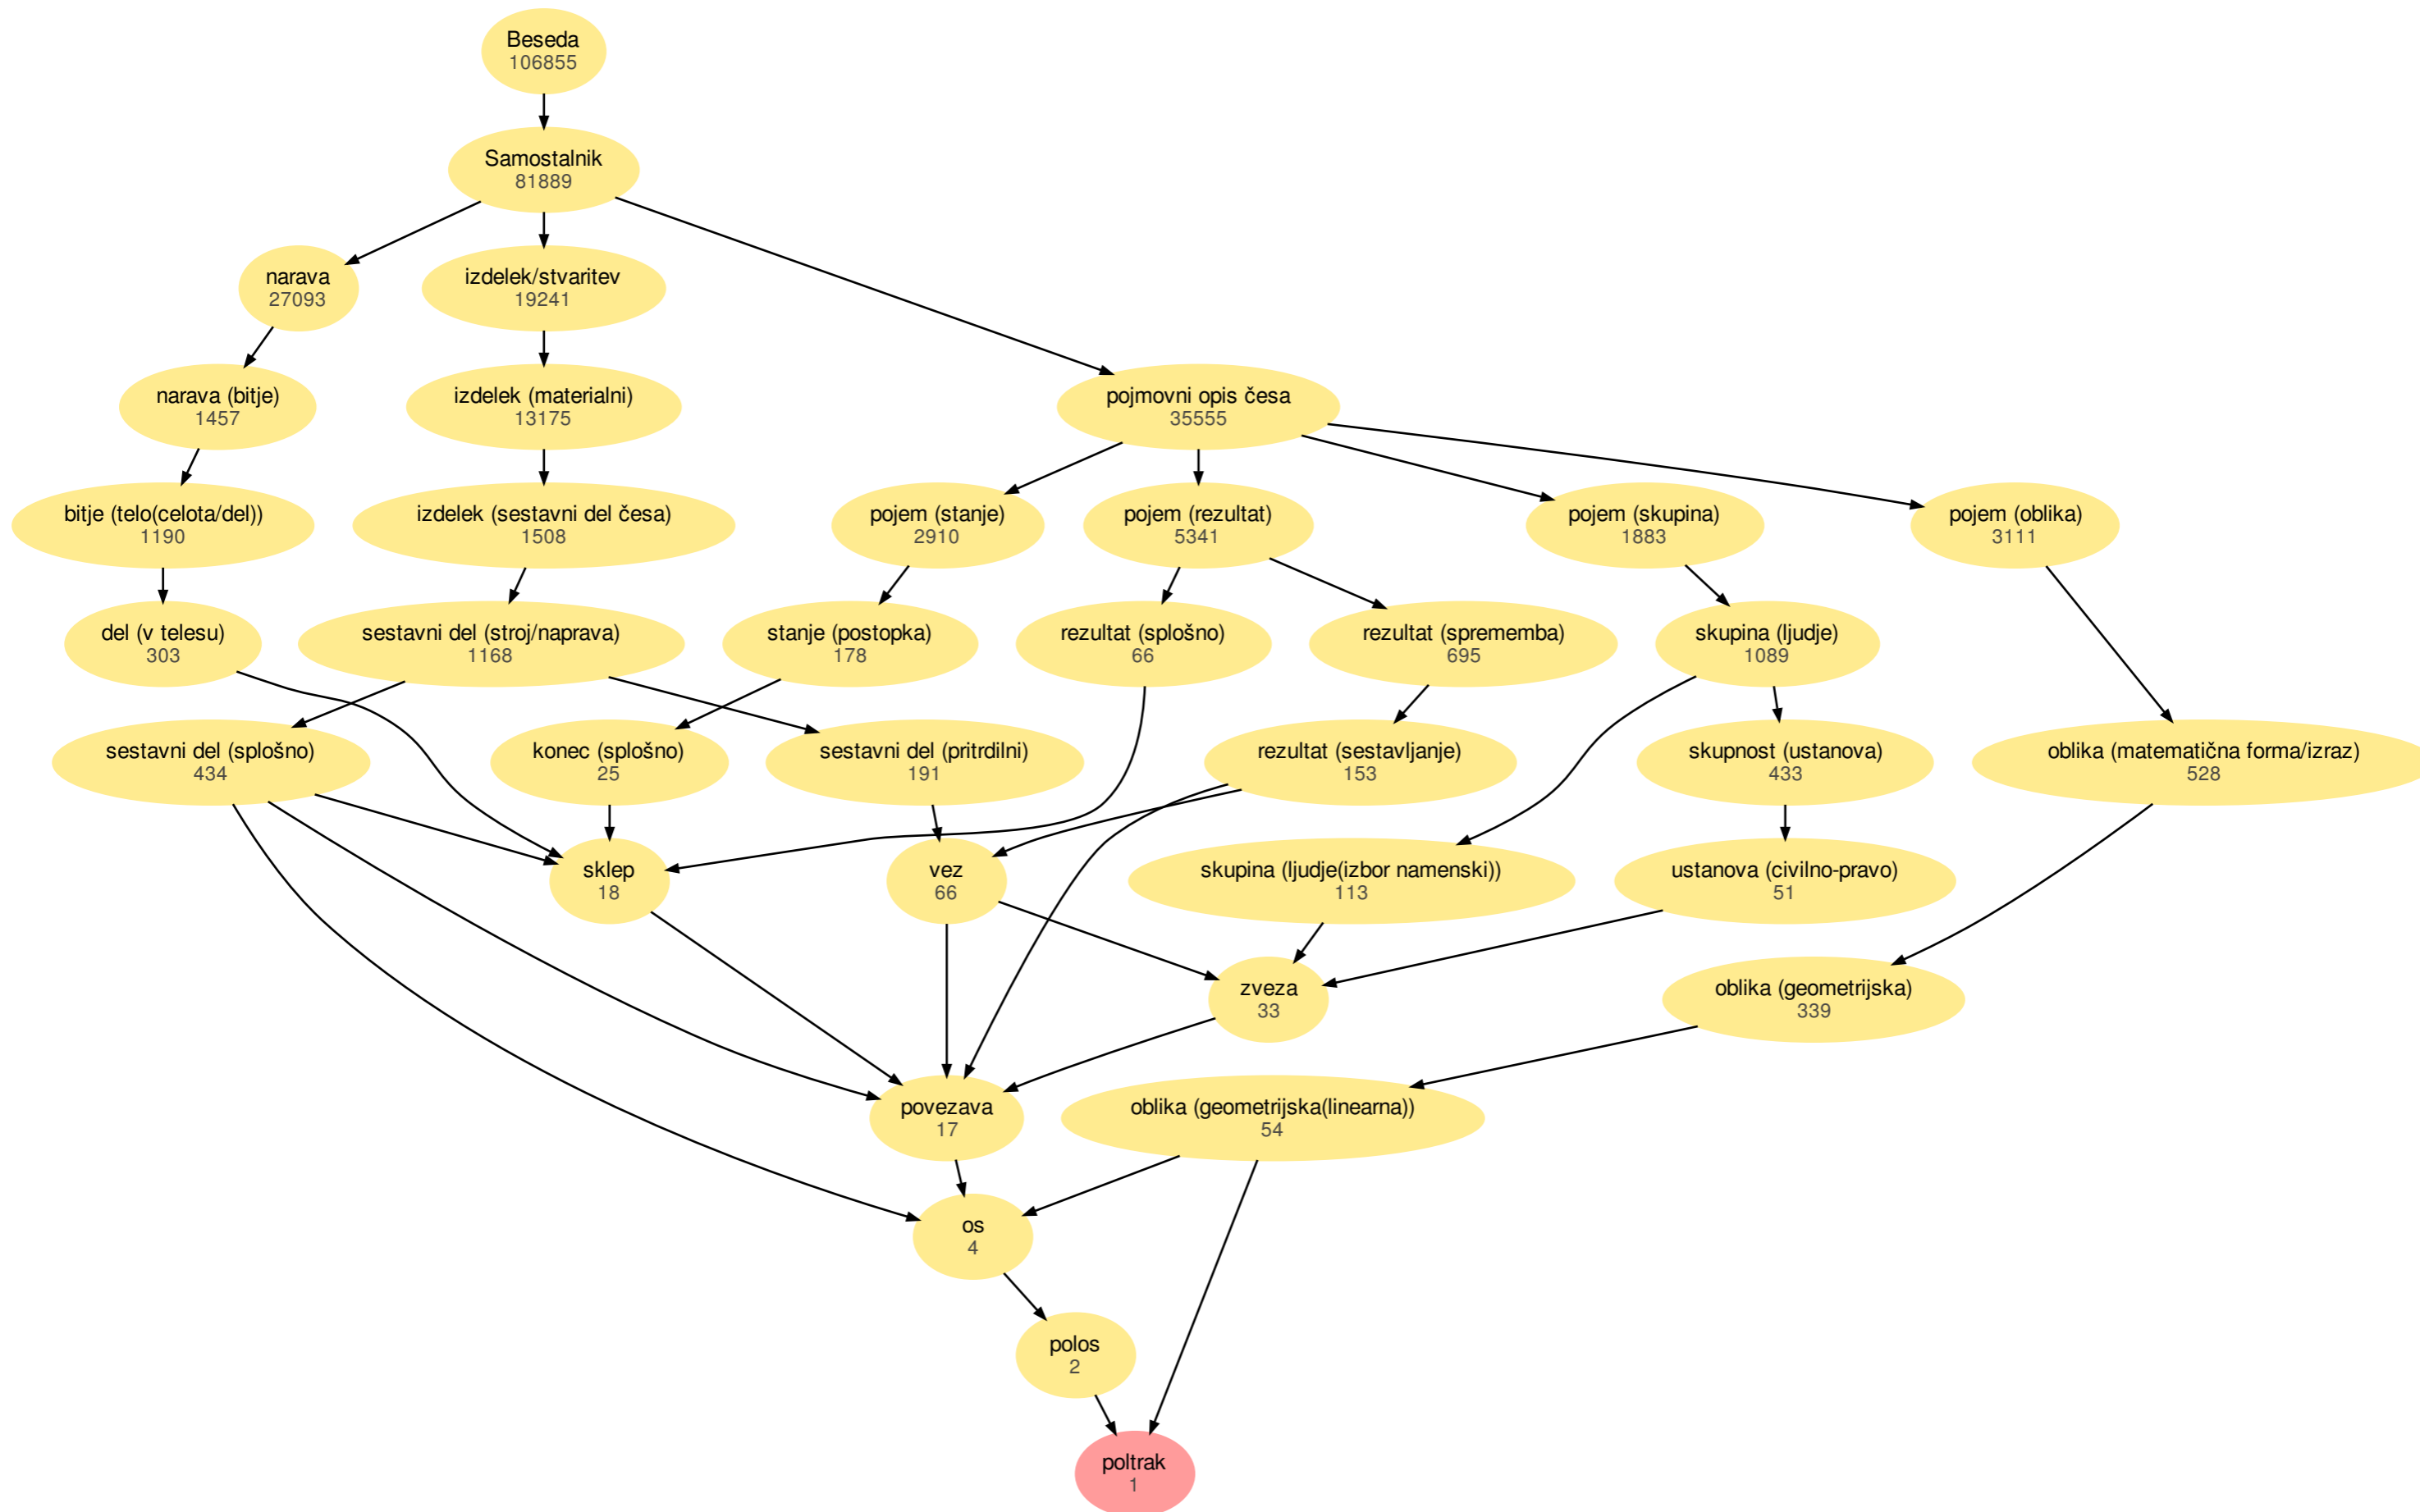 Beseda
106855
Samostalnik
81889
narava
27093
izdelek/stvaritev
19241
narava (bitje)
1457
izdelek (materialni)
13175
pojmovni opis česa
35555
bitje (telo(celota/del))
1190
izdelek (sestavni del česa)
1508
pojem (stanje)
2910
pojem (rezultat)
5341
pojem (skupina)
1883
pojem (oblika)
3111
del (v telesu)
303
sestavni del (stroj/naprava)
1168
stanje (postopka)
178
rezultat (splošno)
66
rezultat (sprememba)
695
skupina (ljudje)
1089
sestavni del (splošno)
434
konec (splošno)
25
sestavni del (pritrdilni)
191
rezultat (sestavljanje)
153
skupnost (ustanova)
433
oblika (matematična forma/izraz)
528
sklep
18
vez
66
skupina (ljudje(izbor namenski))
113
ustanova (civilno-pravo)
51
zveza
33
oblika (geometrijska)
339
povezava
17
oblika (geometrijska(linearna))
54
os
4
polos
2
poltrak
1